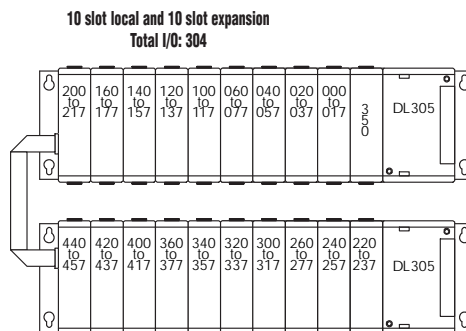 10 slot local and 10 slot expansion
Total I/O: 304
200 to 217
160 to 177
140 to 157
120 to 137
100 to 117
060 to 077
040 to 057
020 to 037
000 to 017
350
DL305
440 to 457
420 to 437
400 to 417
360 to 377
340 to 357
320 to 337
300 to 317
260 to 277
240 to 257
220 to 237
DL305